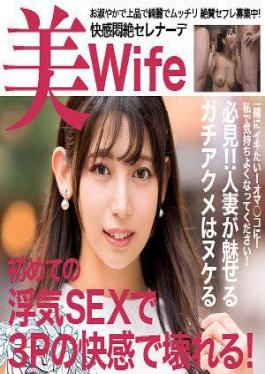 お淑やかで上品で綺麗でムッチリ 絶賛セフレ募集中!
快感悶絶セレナーデ
美Wife
一緒にイキたい!オマ〇コに!
私で気持ちよくなってください!
必見!!人妻が魅せる
ガチアクメはヌケる
初めての
浮気SEXで
3Pの快感で壊れる!